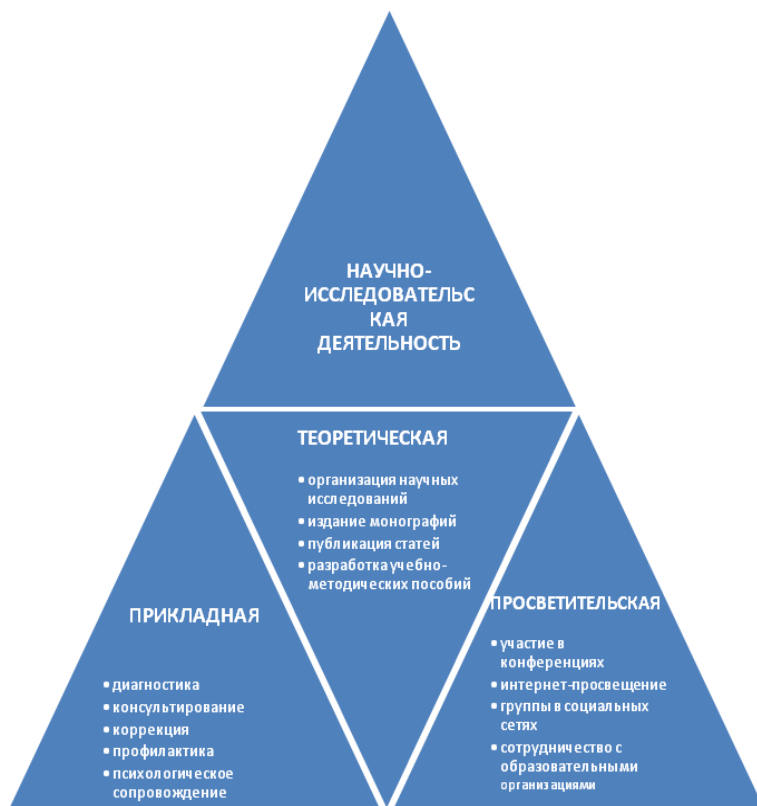 НАУЧНО-
ИССЛЕДОВАТЕЛЬС
КАЯ
ДЕЯТЕЛЬНОСТЬ
ТЕОРЕТИЧЕСКАЯ
• организация научных
исследований
• издание монографий
• публикация статей
• разработка учебно-
методических пособий
ПРИКЛАДНАЯ
• диагностика
• консультирование
• коррекция
• профилактика
• психологическое
сопровождение
ПРОСВЕТИТЕЛЬСКАЯ
• участие в
конференциях
• интернет-просвещение
• группы в социальных
сетях
• сотрудничество с
образовательными
организациями